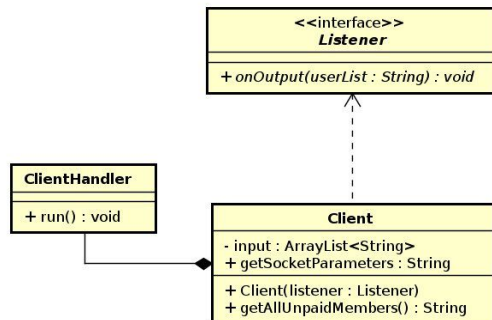 <<interface>>
Listener
+ onOutput(userList : String) : void
ClientHandler
+ run() : void
Client
- input : ArrayList<String>
+ getSocketParameters : String
+ Client(listener : Listener)
+ getAllUnpaidMembers() : String